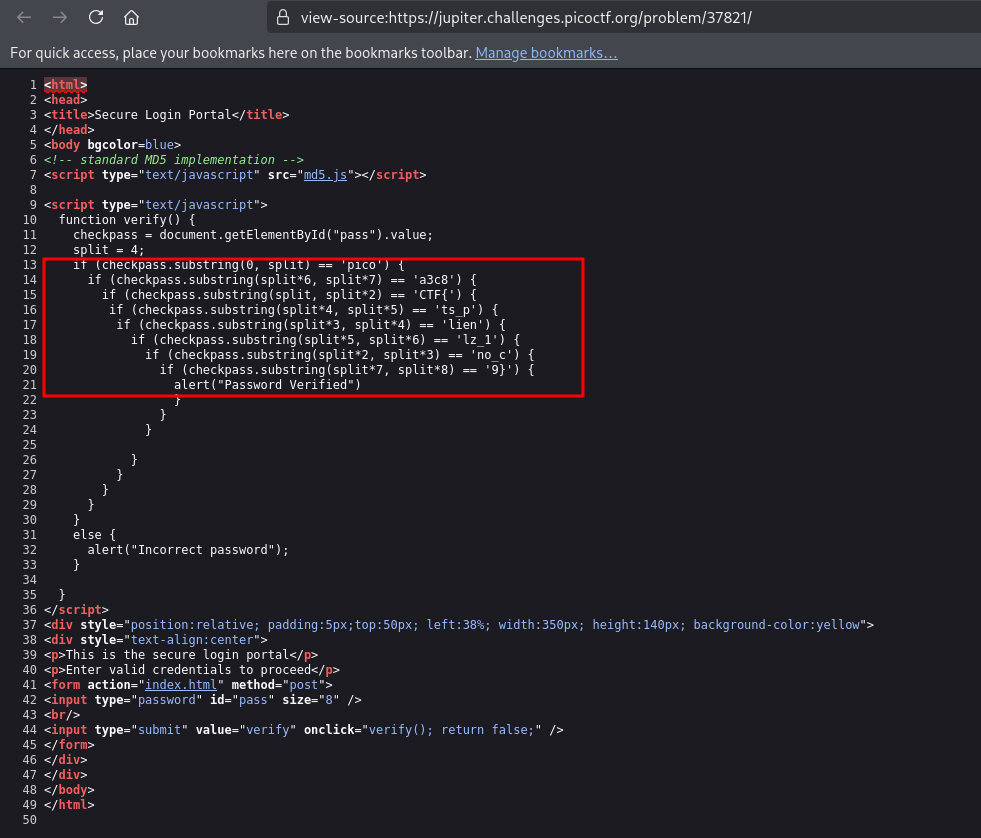 view-source:https://jupiter.challenges.picoctf.org/problem/37821/
For quick access, place your bookmarks here on the bookmarks toolbar. Manage bookmarks…
1 <html>
2 <head>
3 <title>Secure Login Portal</title>
4 </head>
5 <body bgcolor=blue>
6 <!-- standard MD5 implementation -->
7 <script type="text/javascript" src="md5.js"></script>
8
9 <script type="text/javascript">
10   function verify() {
11     checkpass = document.getElementById("pass").value;
12     split = 4;
13     if (checkpass.substring(0, split) == 'pico') {
14       if (checkpass.substring(split*6, split*7) == 'a3c8') {
15         if (checkpass.substring(split, split*2) == 'CTF{') {
16          if (checkpass.substring(split*4, split*5) == 'ts_p') {
17           if (checkpass.substring(split*3, split*4) == 'lien') {
18             if (checkpass.substring(split*5, split*6) == 'lz_1') {
19               if (checkpass.substring(split*2, split*3) == 'no_c') {
20                 if (checkpass.substring(split*7, split*8) == '9}') {
21                   alert("Password Verified")
22                   }
23                 }
24               }
25
26             }
27           }
28         }
29       }
30     }
31     else {
32       alert("Incorrect password");
33     }
34
35   }
36 </script>
37 <div style="position:relative; padding:5px;top:50px; left:38%; width:350px; height:140px; background-color:yellow">
38 <div style="text-align:center">
39 <p>This is the secure login portal</p>
40 <p>Enter valid credentials to proceed</p>
41 <form action="index.html" method="post">
42 <input type="password" id="pass" size="8" />
43 <br/>
44 <input type="submit" value="verify" onclick="verify(); return false;" />
45 </form>
46 </div>
47 </div>
48 </body>
49 </html>
50